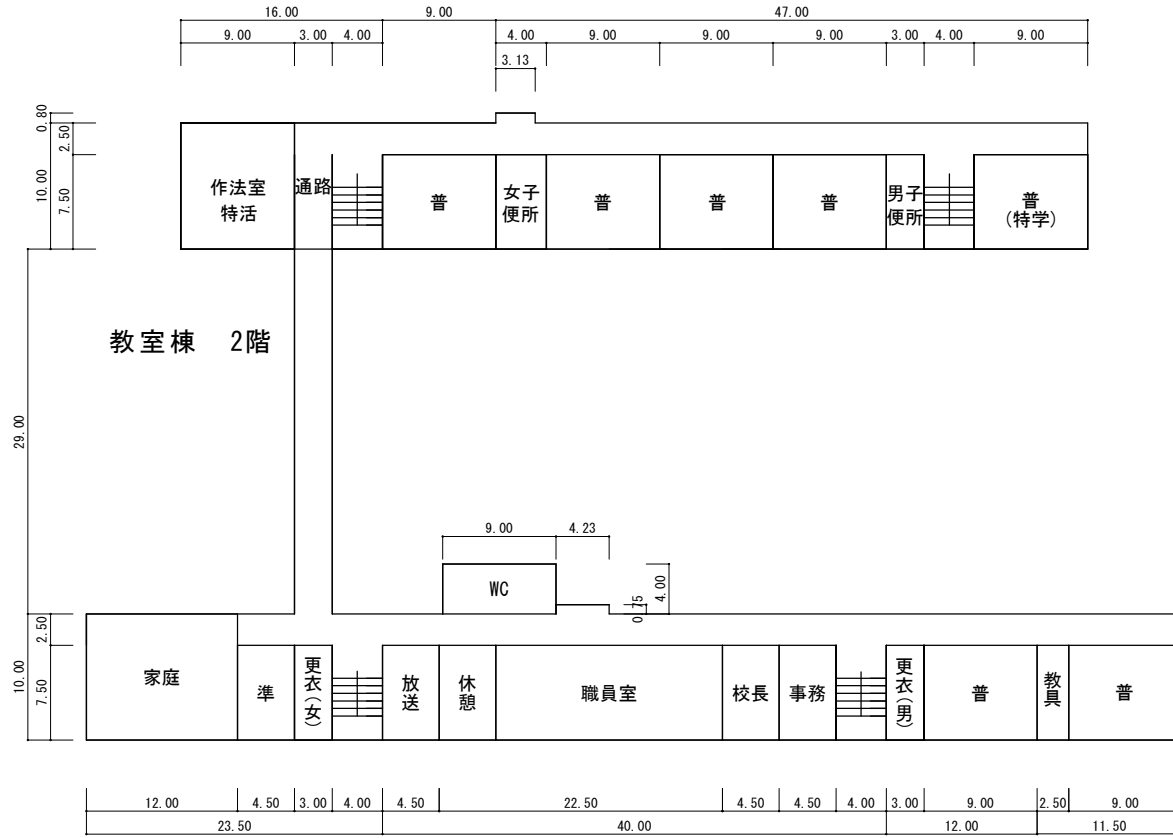 16.00 9.00 47.00
9.00 3.00 4.00 4.00 9.00 9.00 9.00 3.00 4.00 9.00
3.13
0.80
2.50
10.00
7.50
作法室
特活
通路
普
女子
便所
普
普
普
男子
便所
普
(特学)
教室棟 2階
29.00
9.00 4.23
WC
0.75
4.00
2.50
10.00
7.50
家庭
準
更衣(女)
放送
休憩
職員室
校長
事務
更衣(男)
普
教具
普
12.00 4.50 3.00 4.00 4.50 22.50 4.50 4.50 4.00 3.00 9.00 2.50 9.00
23.50 40.00 12.00 11.50